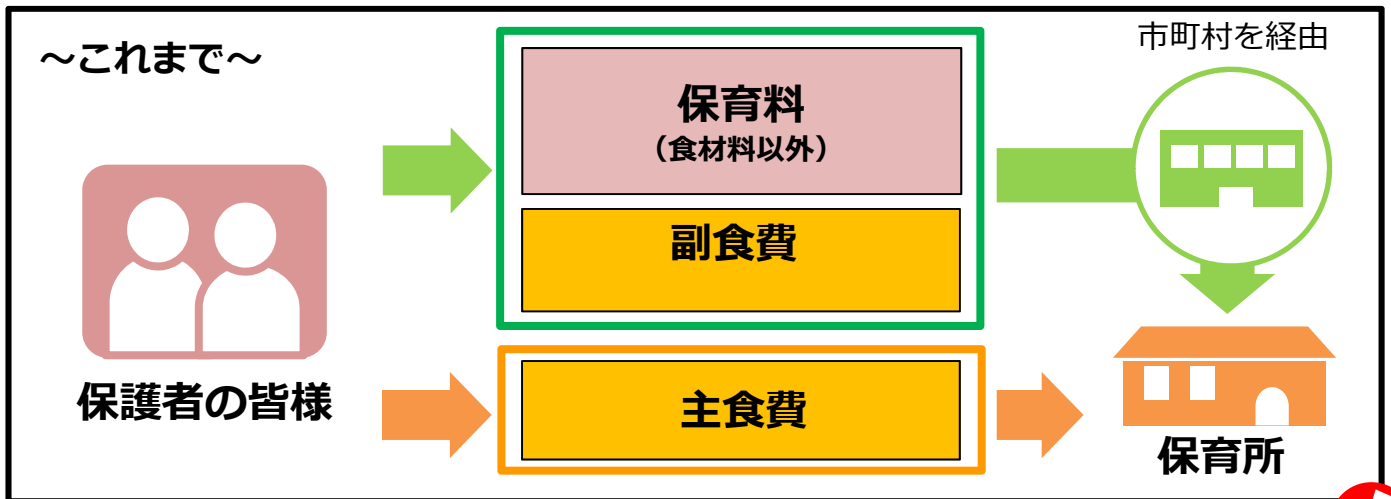 ～これまで～
市町村を経由
保育料
（食材料以外）
副食費
保護者の皆様
主食費
保育所